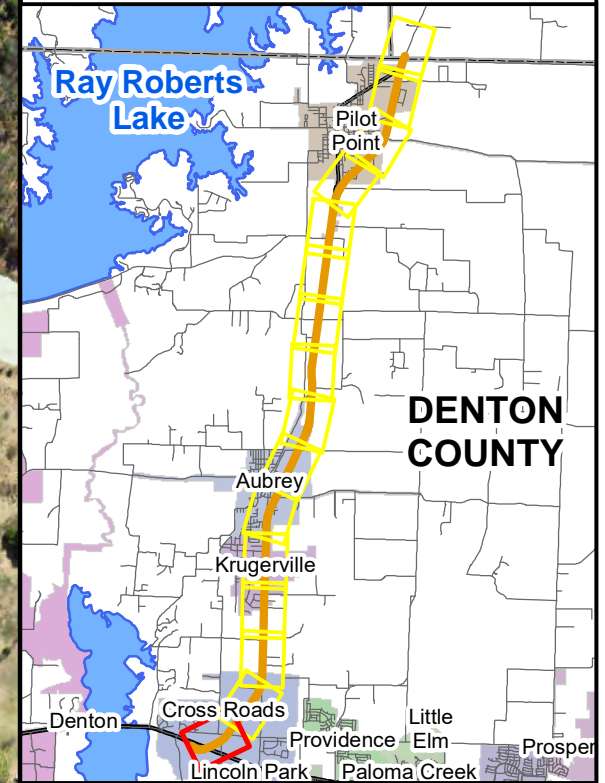 Ray Roberts
Lake
Pilot
Point
DENTON
COUNTY
Aubrey
Krugerville
Cross Roads
Denton
Little
Elm
Providence
Prosper
Lincoln Park
Paloma Creek